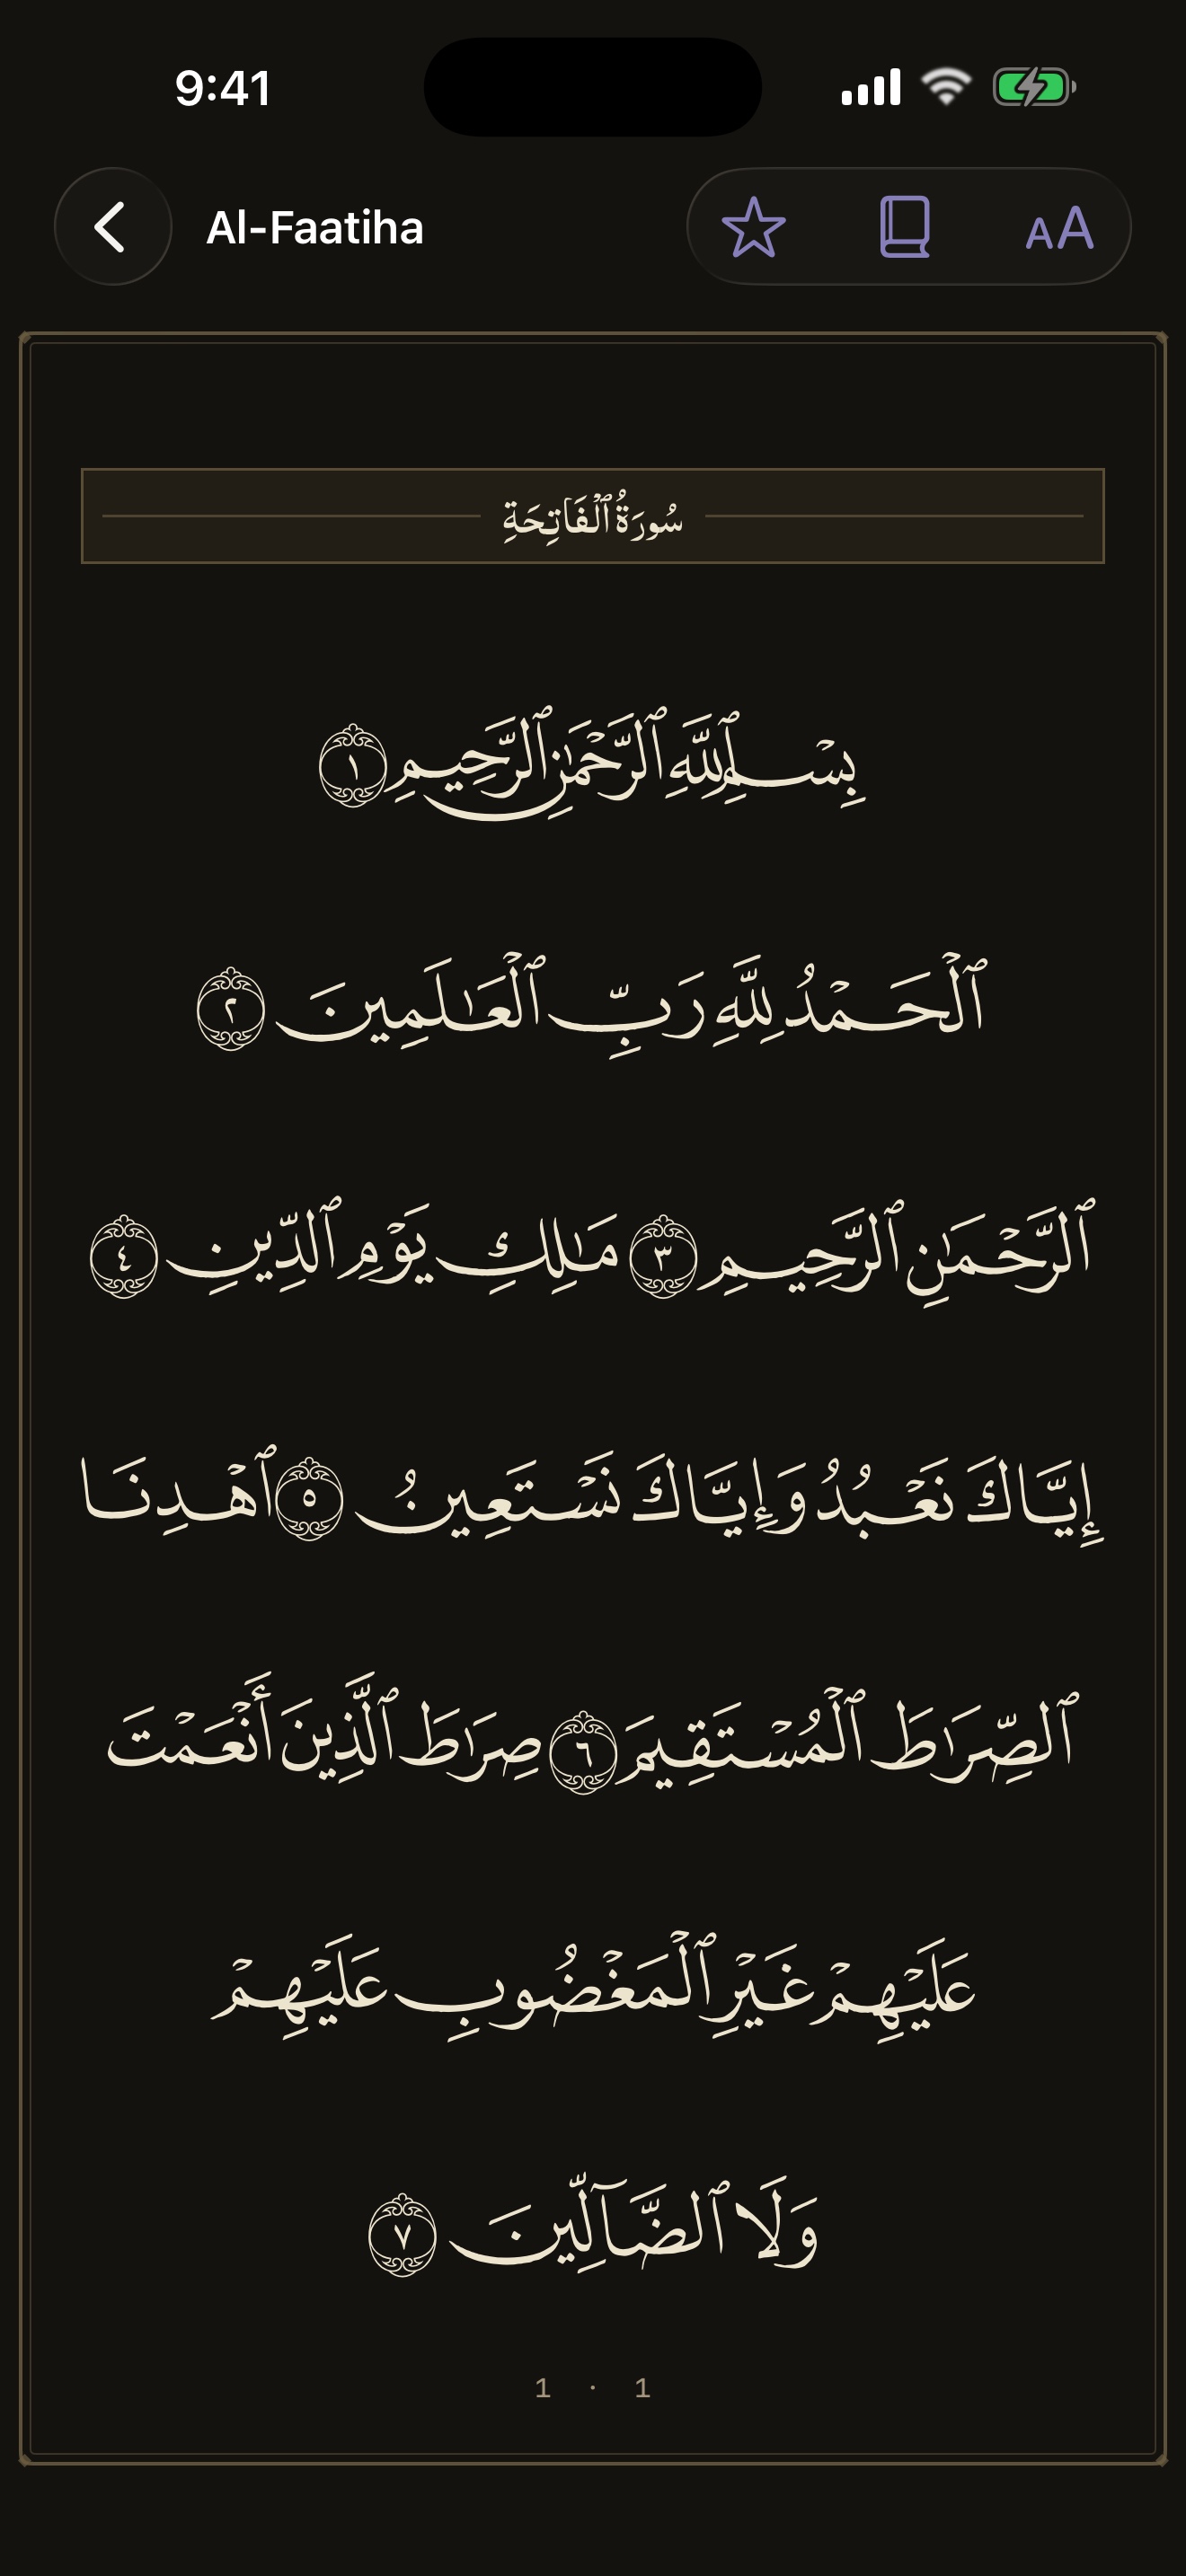 9:41
Al-Faatiha
AA
سُورَةُ ٱلْفَاتِحَةِ
بِسْمِ ٱللَّهِ ٱلرَّحْمَٰنِ ٱلرَّحِيمِ ١
ٱلْحَمْدُ لِلَّهِ رَبِّ ٱلْعَٰلَمِينَ ٢
ٱلرَّحْمَٰنِ ٱلرَّحِيمِ ٣ مَٰلِكِ يَوْمِ ٱلدِّينِ ٤
إِيَّاكَ نَعْبُدُ وَإِيَّاكَ نَسْتَعِينُ ٥ ٱهْدِنَا
ٱلصِّرَٰطَ ٱلْمُسْتَقِيمَ ٦ صِرَٰطَ ٱلَّذِينَ أَنْعَمْتَ
عَلَيْهِمْ غَيْرِ ٱلْمَغْضُوبِ عَلَيْهِمْ
وَلَا ٱلضَّآلِّينَ ٧
1 · 1